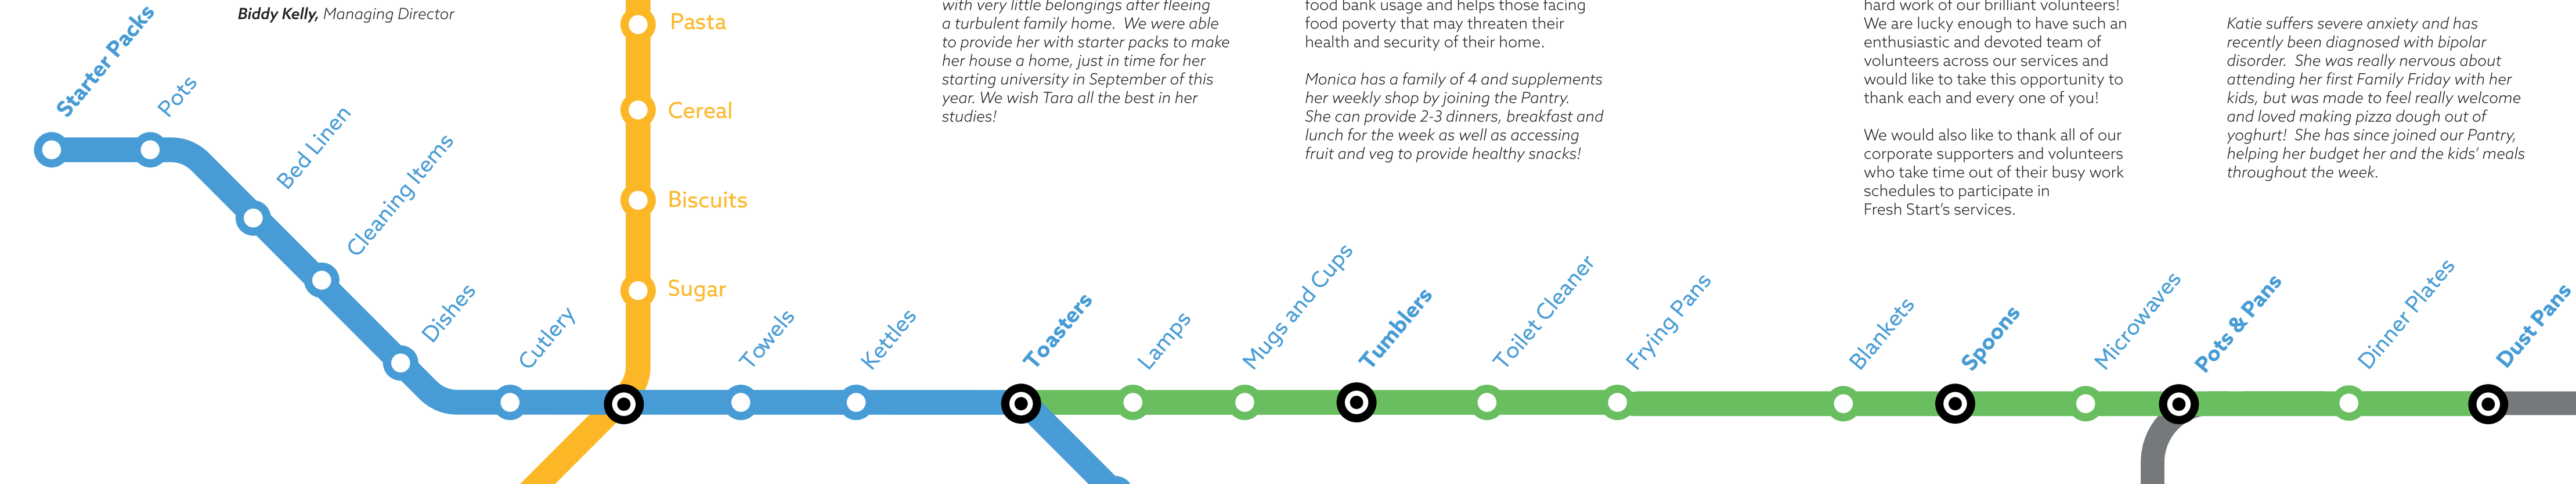 Biddy Kelly, Managing Director
with very little belongings after fleeing
a turbulent family home.  We were able
to provide her with starter packs to make
her house a home, just in time for her
starting university in September of this
year. We wish Tara all the best in her
studies!
food bank usage and helps those facing
food poverty that may threaten their
health and security of their home.
Monica has a family of 4 and supplements
her weekly shop by joining the Pantry.
She can provide 2-3 dinners, breakfast and
lunch for the week as well as accessing
fruit and veg to provide healthy snacks!
hard work of our brilliant volunteers!
We are lucky enough to have such an
enthusiastic and devoted team of
volunteers across our services and
would like to take this opportunity to
thank each and every one of you!
We would also like to thank all of our
corporate supporters and volunteers
who take time out of their busy work
schedules to participate in
Fresh Start's services.
Katie suffers severe anxiety and has
recently been diagnosed with bipolar
disorder.  She was really nervous about
attending her first Family Friday with her
kids, but was made to feel really welcome
and loved making pizza dough out of
yoghurt!  She has since joined our Pantry,
helping her budget her and the kids' meals
throughout the week.
Pasta
Cereal
Biscuits
Sugar
Starter Packs
Pots
Bed Linen
Cleaning Items
Dishes
Cutlery
Towels
Kettles
Toasters
Lamps
Mugs and Cups
Tumblers
Toilet Cleaner
Frying Pans
Blankets
Spoons
Microwaves
Pots & Pans
Dinner Plates
Dust Pans